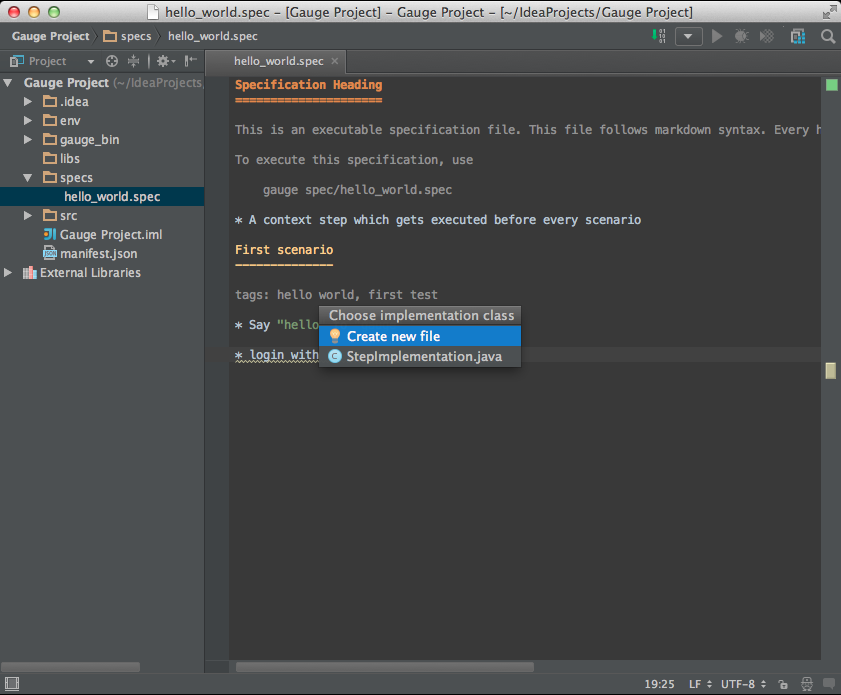 hello_world.spec – [Gauge Project] – Gauge Project – [~/IdeaProjects/Gauge Project]
Gauge Project specs hello_world.spec
Project
hello_world.spec
Gauge Project (~/IdeaProjects
.idea
env
gauge_bin
libs
specs
hello_world.spec
src
Gauge Project.iml
manifest.json
External Libraries
Specification Heading
=====================
This is an executable specification file. This file follows markdown syntax. Every h
To execute this specification, use
gauge spec/hello_world.spec
* A context step which gets executed before every scenario
First scenario
--------------
tags: hello world, first test
* Say "hello
* login with
Choose implementation class
Create new file
StepImplementation.java
19:25 LF UTF-8